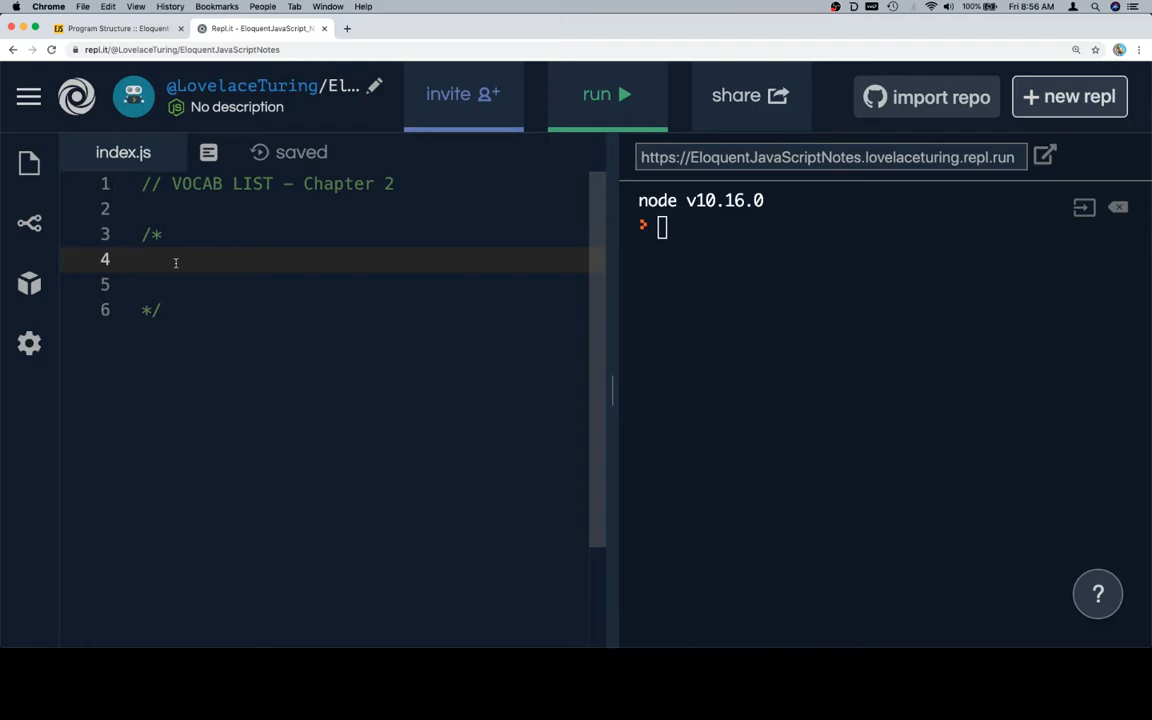 Chrome File Edit View History Bookmarks People Tab Window Help 100% Fri 8:56 AM
Program Structure :: Eloquent Repl.it - EloquentJavaScript_N
repl.it/@LovelaceTuring/EloquentJavaScriptNotes
@LovelaceTuring/Elo...
No description
invite
run
share
import repo
+ new repl
index.js
saved
https://EloquentJavaScriptNotes.lovelaceturing.repl.run
1 // VOCAB LIST - Chapter 2
2
3 /*
4
5
6 */
node v10.16.0
?